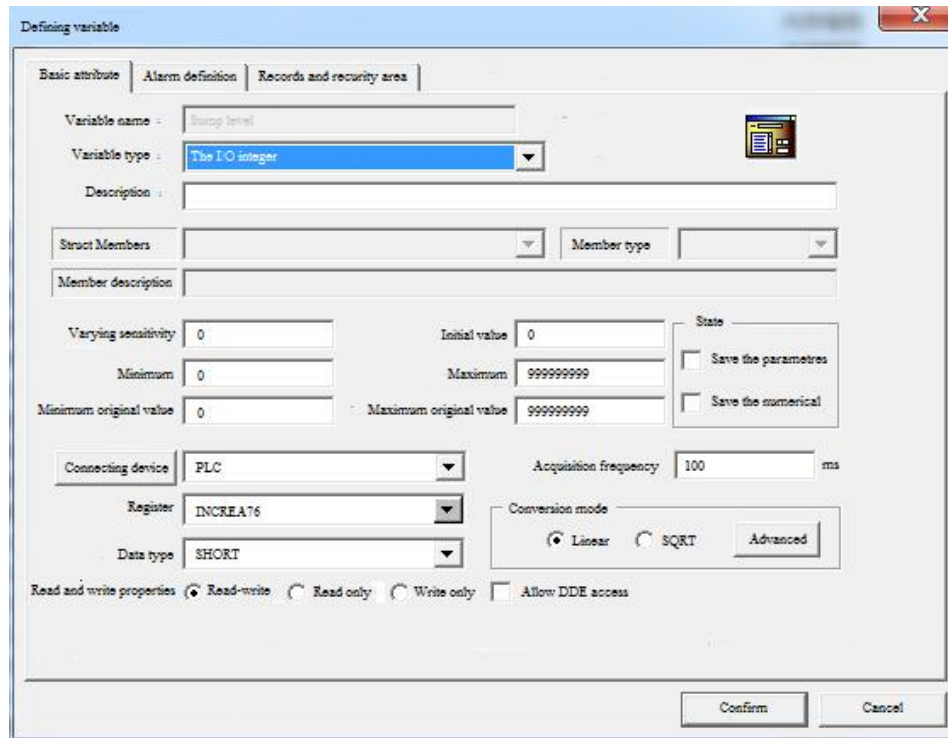 Defining variable
X
Basic attribute Alarm definition Records and recurity area
Variable name : Sump level
Variable type : The I/O integer
Description :
Struct Members Member type
Member description
Varying sensitivity 0 Initial value 0 State
Minimum 0 Maximum 999999999 Save the parametres
Minimum original value 0 Maximum original value 999999999 Save the numerical
Connecting device PLC Acquisition frequency 100 ms
Register INCREA76 Conversion mode
Data type SHORT Linear SQRT Advanced
Read and write properties Read-write Read only Write only Allow DDE access
Confirm Cancel